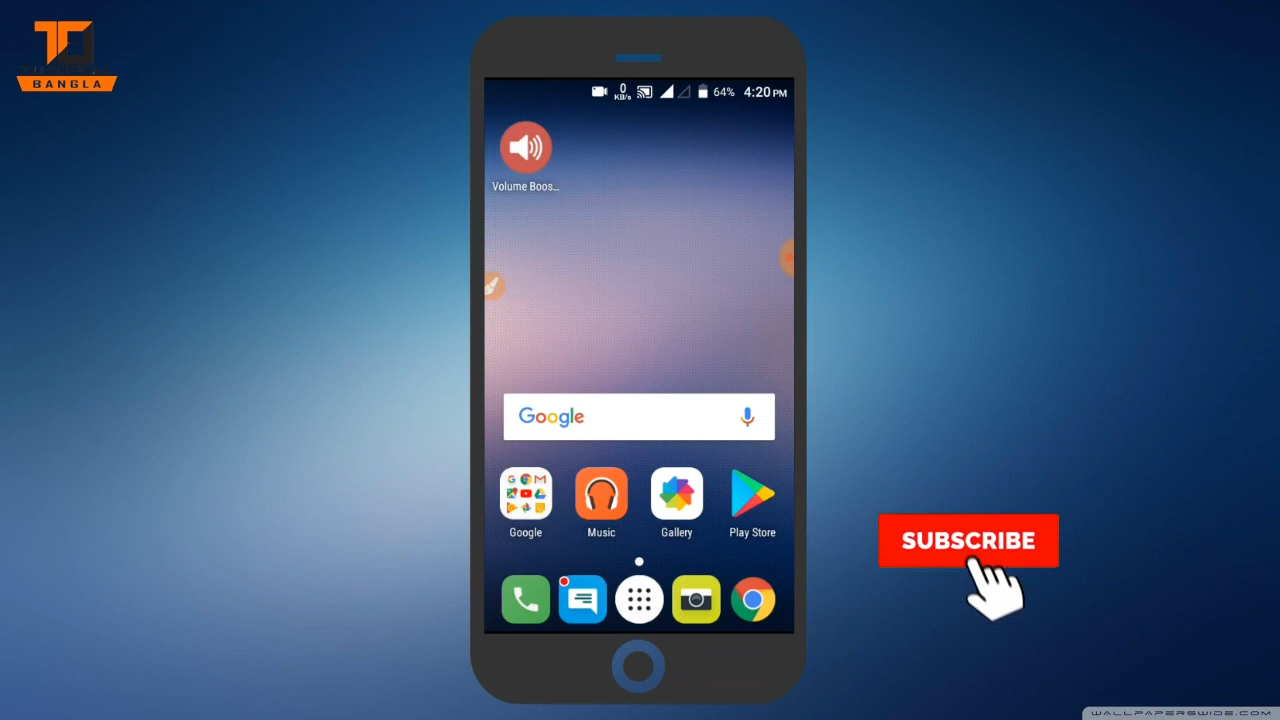 BANGLA
0
KB/s
64% 4:20 PM
Volume Boos...
Google
Google
Music
Gallery
Play Store
SUBSCRIBE
WALLPAPERSWIDE.COM